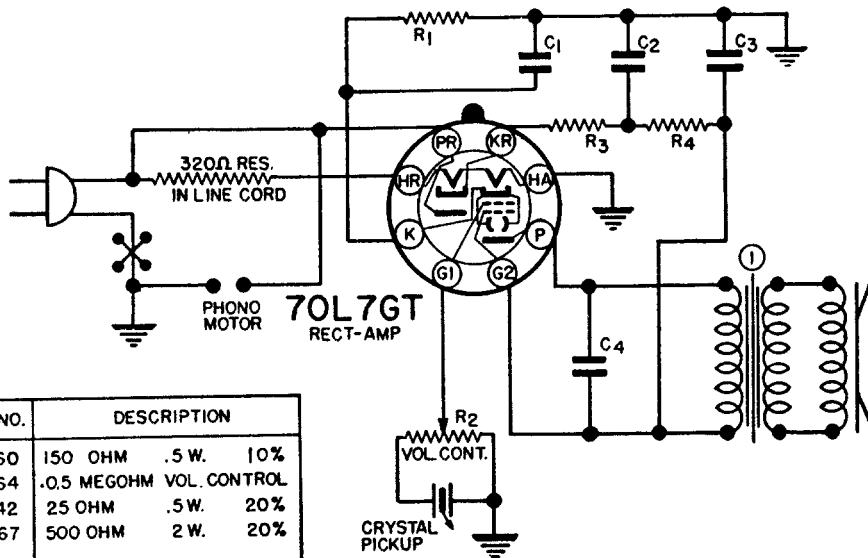 R1
C1
C2
C3
R3
R4
320Ω RES.
IN LINE CORD
PR
KR
HR
HA
K
P
G1
G2
PHONO
MOTOR
70L7GT
RECT-AMP
C4
1
R2
VOL. CONT.
CRYSTAL
PICKUP
NO. DESCRIPTION
60 150 OHM .5 W. 10%
64 .0.5 MEGOHM VOL. CONTROL
42 25 OHM .5W. 20%
67 500 OHM 2 W. 20%